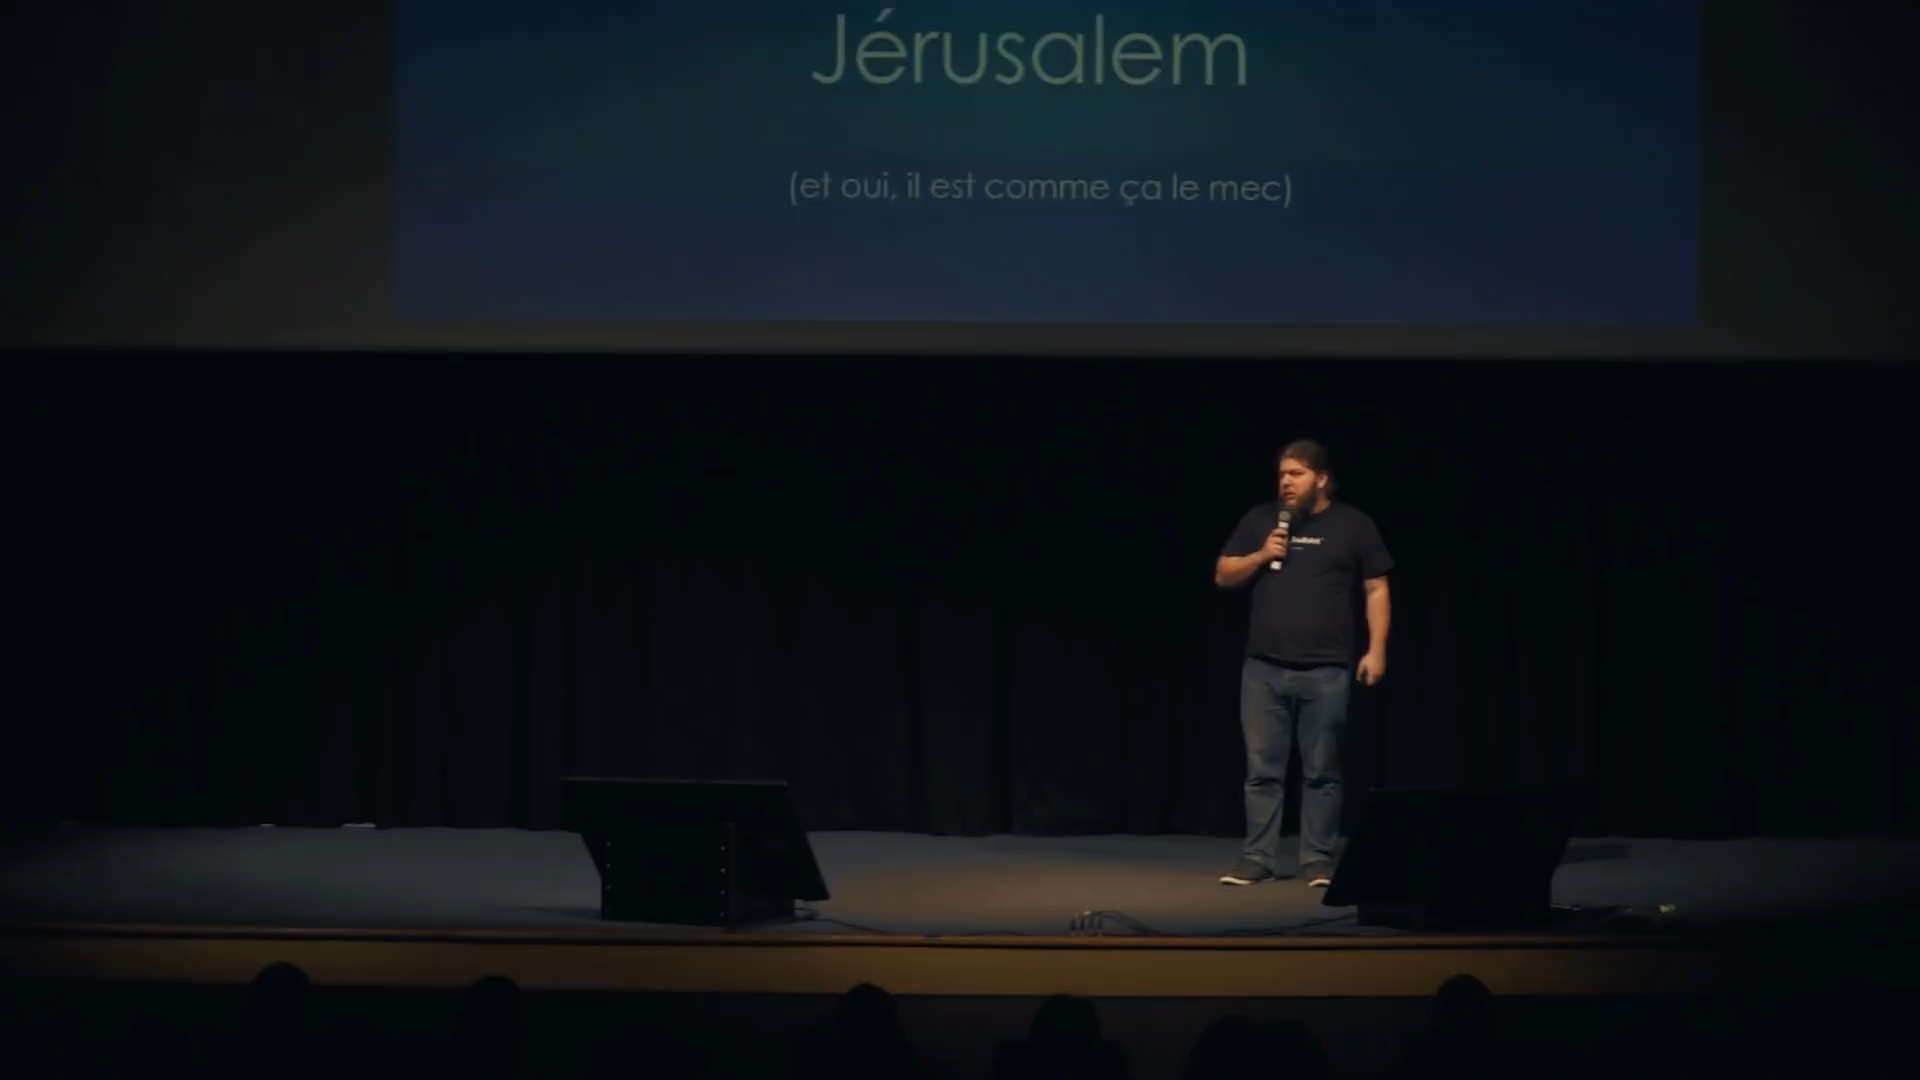 Jérusalem
(et oui, il est comme ça le mec)